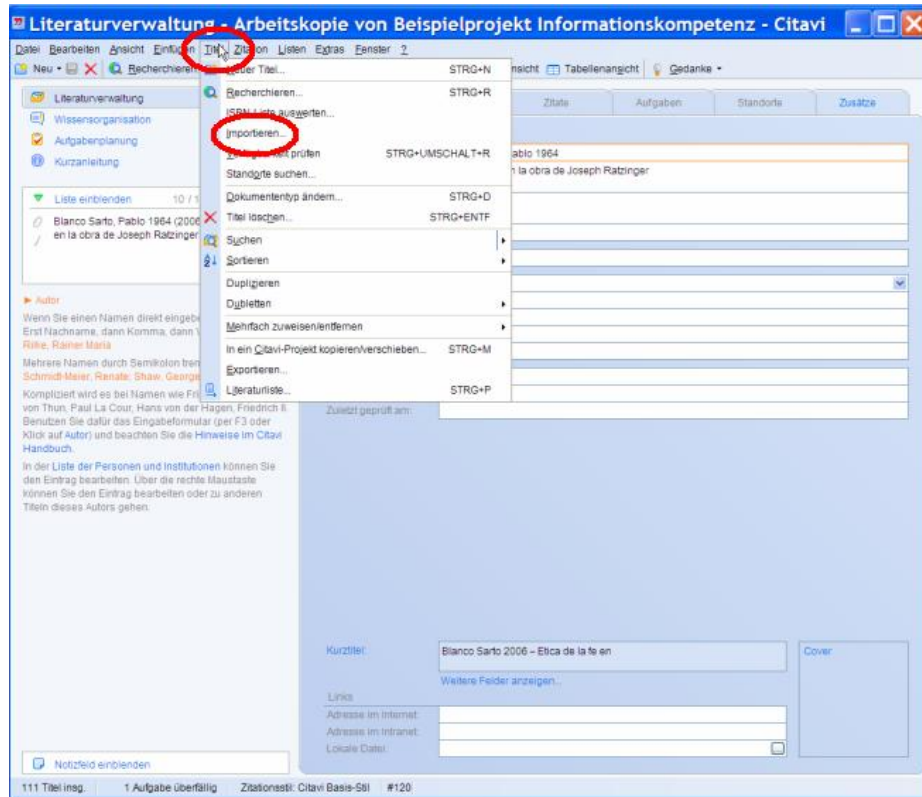 Literaturverwaltung - Arbeitskopie von Beispielprojekt Informationskompetenz - Citavi
Datei Bearbeiten Ansicht Einfügen Zitation Listen Extras Fenster ?
Neu Recherchieren nsicht Tabellenansicht Gedanke
Literaturverwaltung
Wissensorganisation
Aufgabenplanung
Kurzanleitung
Liste einblenden 10 / 1
Blanco Sarto, Pablo 1964 (2006
en la obra de Joseph Ratzinger
Autor
Wenn Sie einen Namen direkt eingebe
Erst Nachname, dann Komma, dann
Rilke, Rainer Maria
Mehrere Namen durch Semikolon tren
Schmidt-Meier, Renate; Shaw, George
Kompliziert wird es bei Namen wie Fri
von Thun, Paul La Cour, Hans von der Hagen, Friedrich II.
Benutzen Sie dafür das Eingabeformular (per F3 oder
Klick auf Autor) und beachten Sie die Hinweise im Citavi
Handbuch.
In der Liste der Personen und Institutionen können Sie
den Eintrag bearbeiten. Über die rechte Maustaste
können Sie den Eintrag bearbeiten oder zu anderen
Titeln dieses Autors gehen.
Notizfeld einblenden
Neuer Titel... STRG+N
Recherchieren... STRG+R
ISBN-Liste auswerten...
Importieren...
prüfen STRG+UMSCHALT+R
Standorte suchen...
Dokumententyp ändern... STRG+D
Titel löschen... STRG+ENTF
Suchen
Sortieren
Duplizieren
Dubletten
Mehrfach zuweisen/entfernen
In ein Citavi-Projekt kopieren/verschieben... STRG+M
Exportieren...
Literaturliste... STRG+P
Zitate Aufgaben Standorte Zusätze
ablo 1964
n la obra de Joseph Ratzinger
Zuletzt geprüft am:
Kurztitel: Blanco Sarto 2006 – Etica de la fe en
Cover
Weitere Felder anzeigen...
Links
Adresse im Internet:
Adresse im Intranet:
Lokale Datei:
111 Titel insg. 1 Aufgabe überfällig Zitationsstil: Citavi Basis-Stil #120